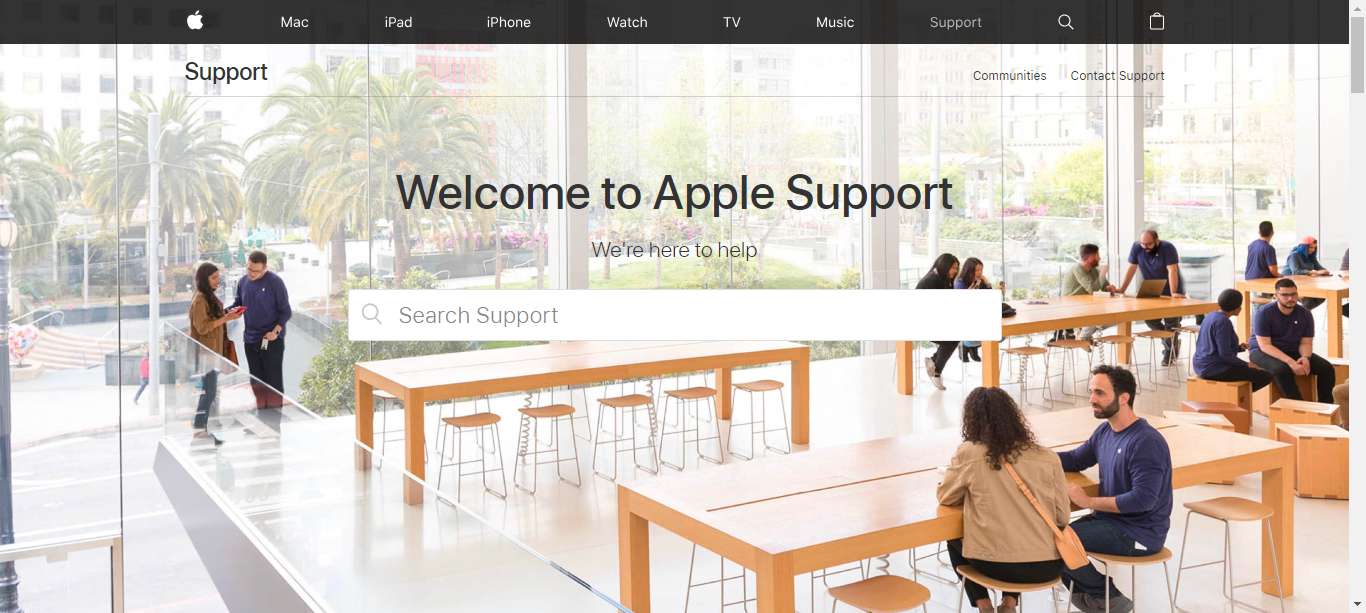 Mac iPad iPhone Watch TV Music Support
Support Communities Contact Support
Welcome to Apple Support
We're here to help
Search Support